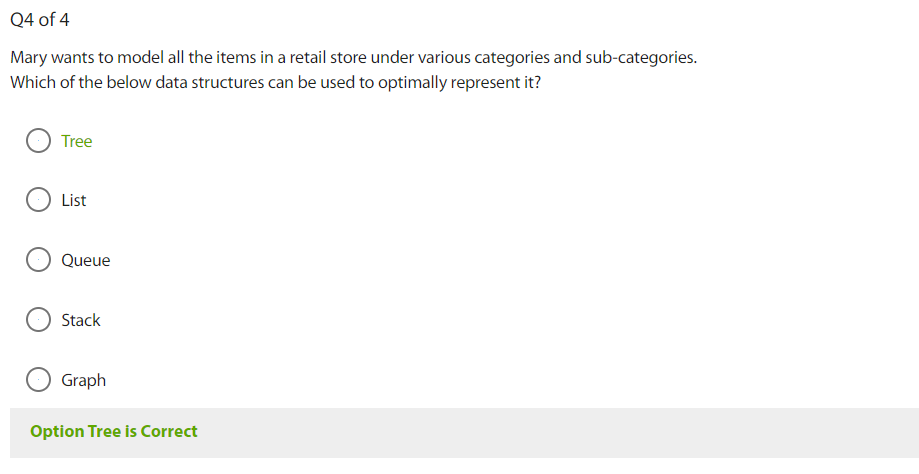 Q4 of 4
Mary wants to model all the items in a retail store under various categories and sub-categories.
Which of the below data structures can be used to optimally represent it?
Tree
List
Queue
Stack
Graph
Option Tree is Correct